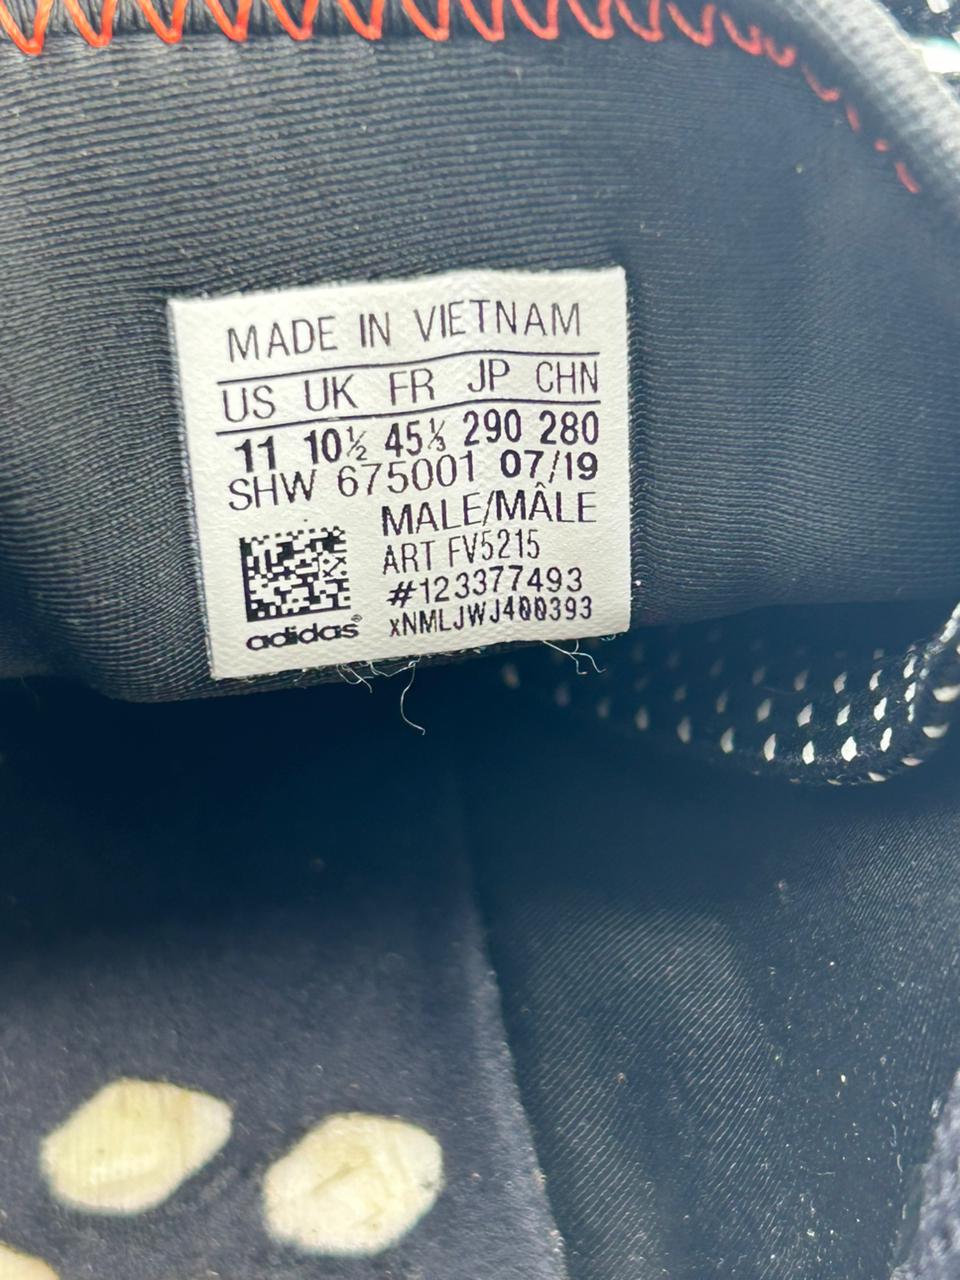 MADE IN VIETNAM
US UK FR JP CHN
11 10½ 45⅓ 290 280
SHW 675001 07/19
MALE/MÂLE
ART FV5215
#123377493
xNMLJWJ400393
adidas®